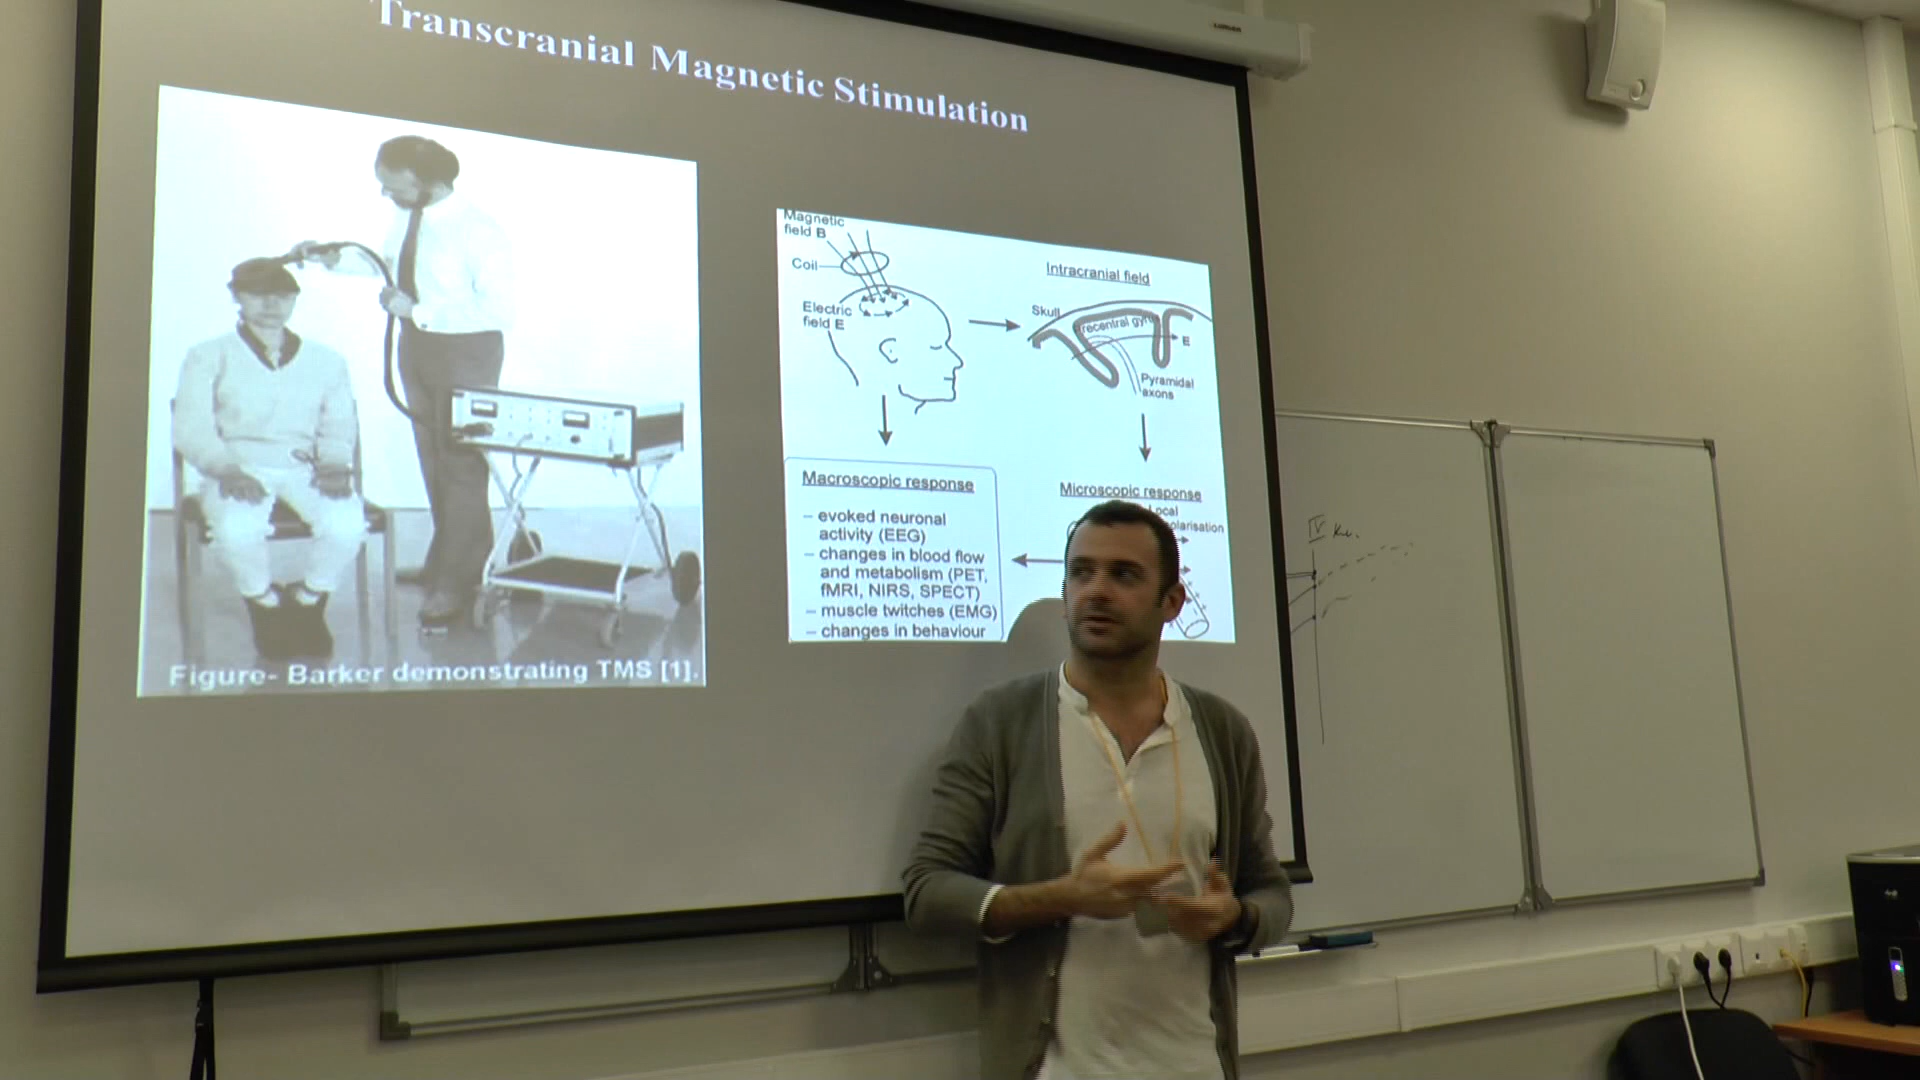 Transcranial Magnetic Stimulation
Figure- Barker demonstrating TMS [1].
Magnetic
field B
Coil
Electric
field E
Intracranial field
Skull
E
Pyramidal
axons
Macroscopic response
– evoked neuronal
activity (EEG)
– changes in blood flow
and metabolism (PET,
fMRI, NIRS, SPECT)
– muscle twitches (EMG)
– changes in behaviour
Microscopic response
Local
olarisation
IV